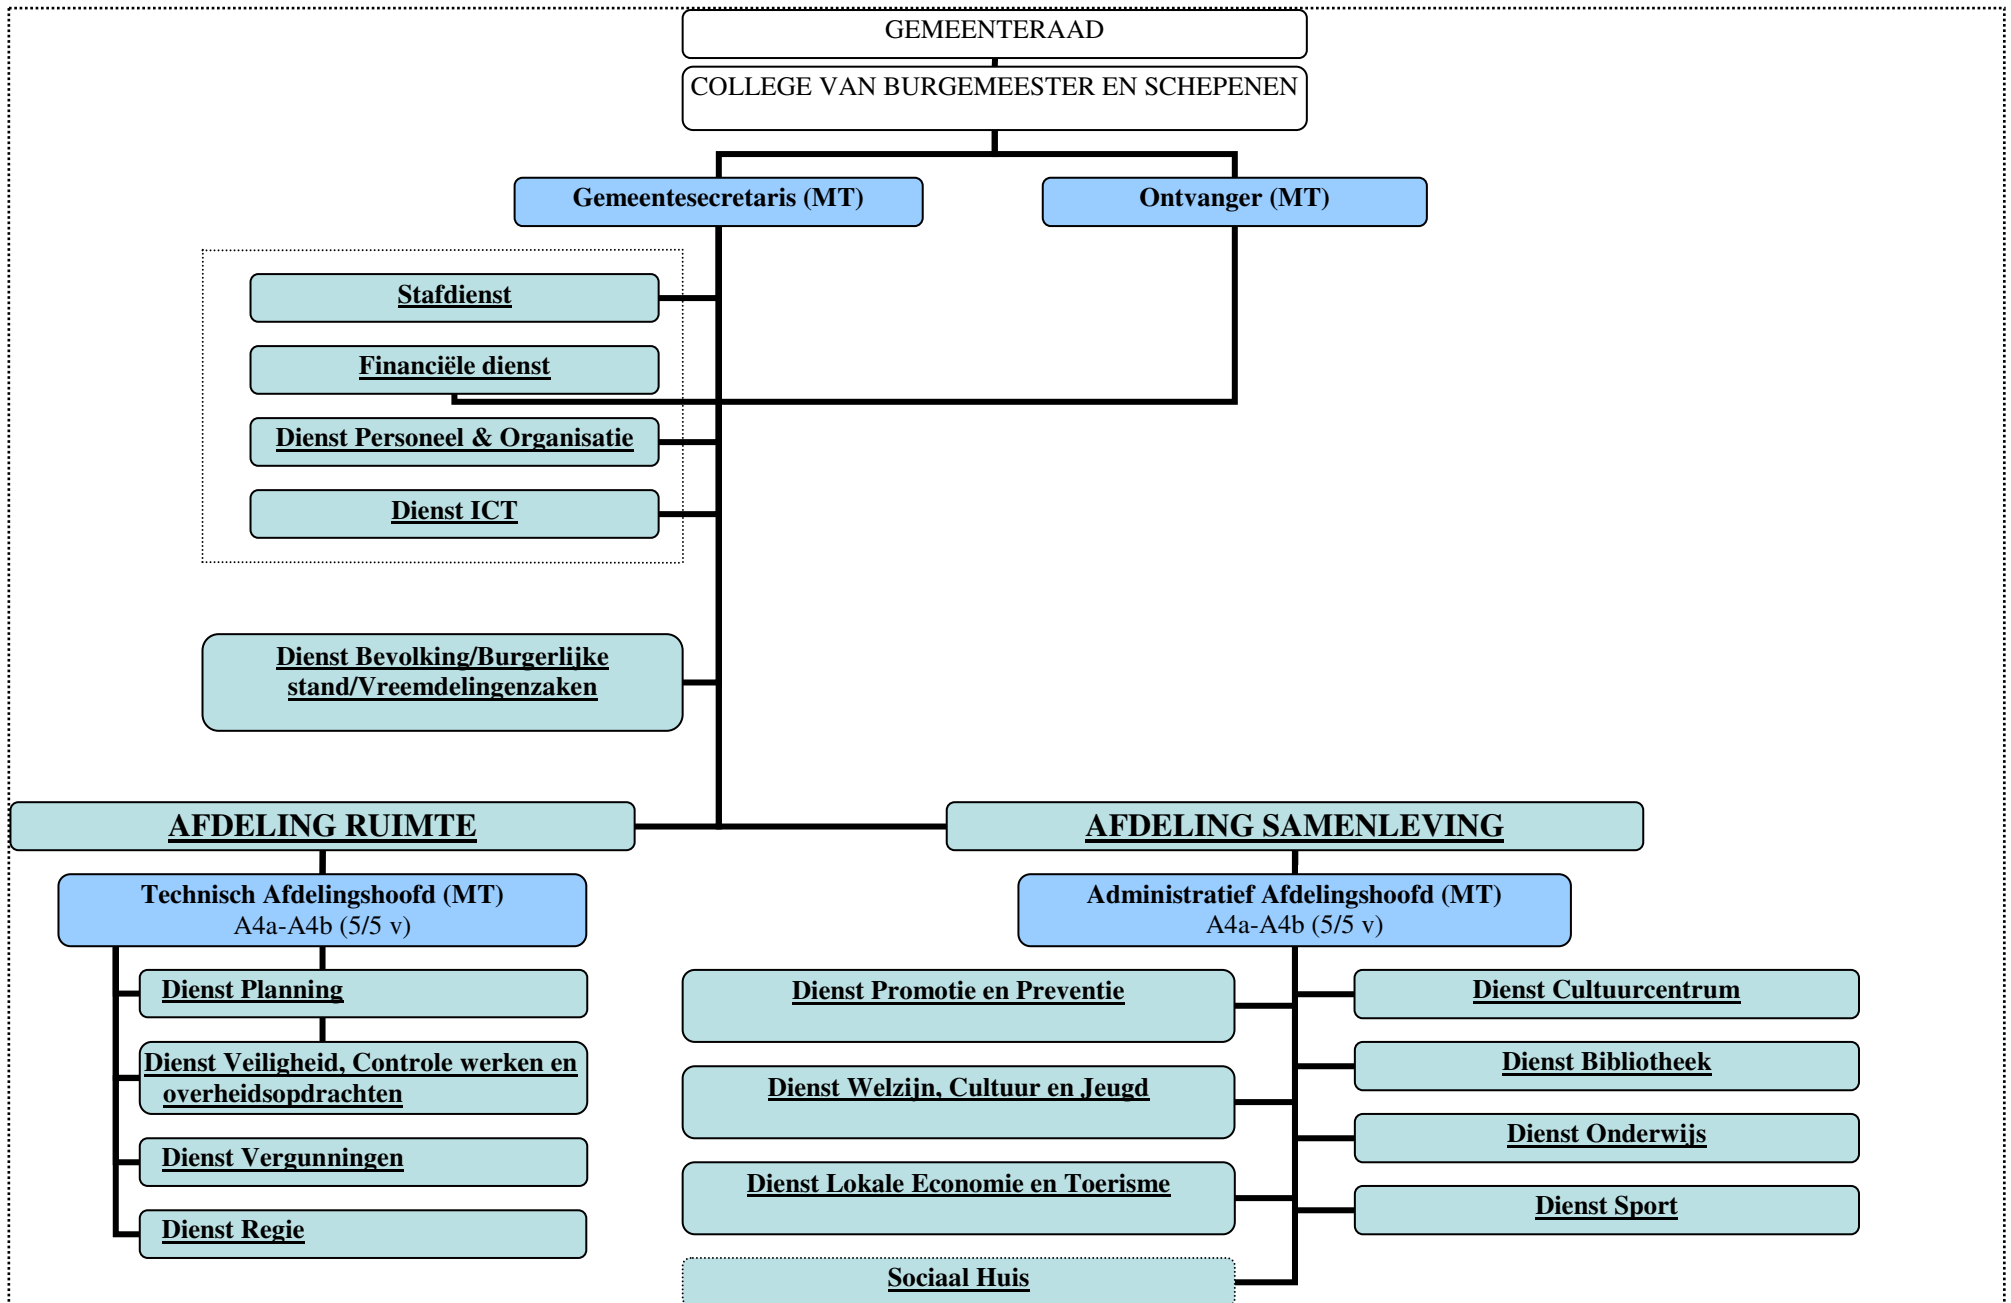 GEMEENTERAAD
COLLEGE VAN BURGEMEESTER EN SCHEPENEN
Gemeentesecretaris (MT)
Ontvanger (MT)
Stafdienst
Financiële dienst
Dienst Personeel & Organisatie
Dienst ICT
Dienst Bevolking/Burgerlijke
stand/Vreemdelingenzaken
AFDELING RUIMTE
AFDELING SAMENLEVING
Technisch Afdelingshoofd (MT)
A4a-A4b (5/5 v)
Administratief Afdelingshoofd (MT)
A4a-A4b (5/5 v)
Dienst Planning
Dienst Veiligheid, Controle werken en
overheidsopdrachten
Dienst Vergunningen
Dienst Regie
Dienst Promotie en Preventie
Dienst Welzijn, Cultuur en Jeugd
Dienst Lokale Economie en Toerisme
Sociaal Huis
Dienst Cultuurcentrum
Dienst Bibliotheek
Dienst Onderwijs
Dienst Sport